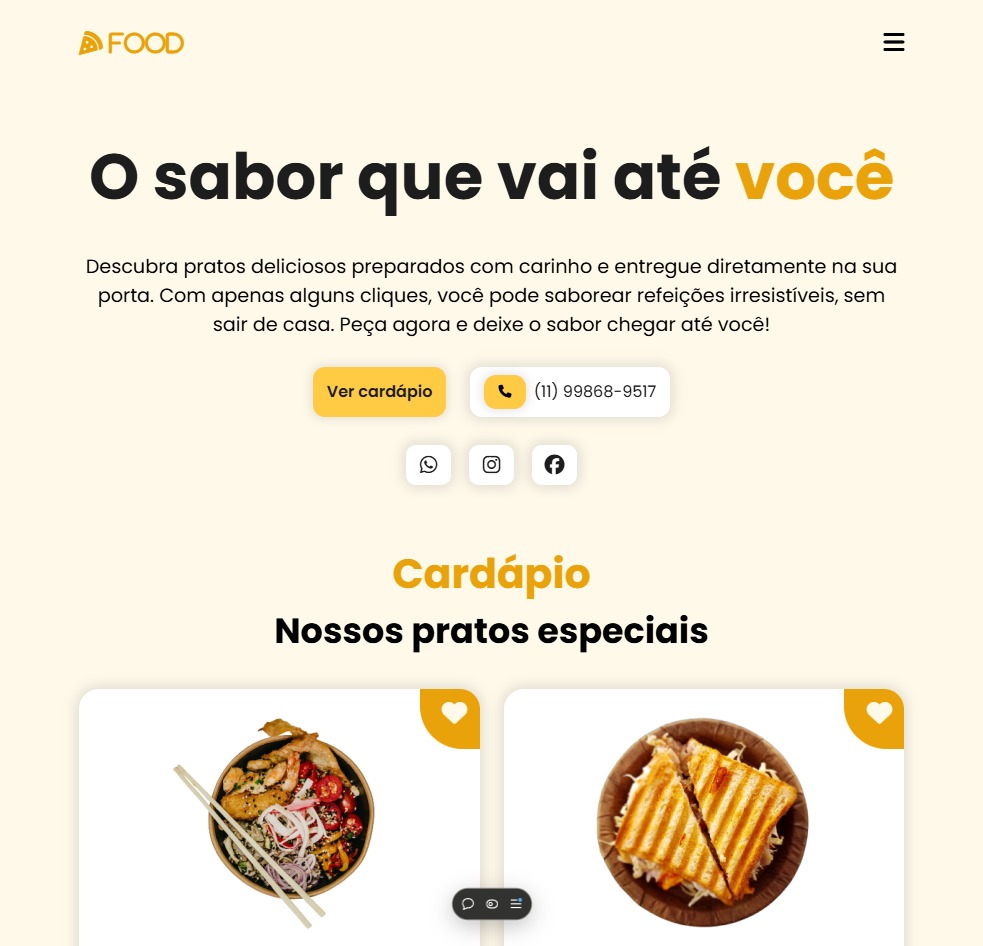 FOOD
O sabor que vai até você
Descubra pratos deliciosos preparados com carinho e entregue diretamente na sua
porta. Com apenas alguns cliques, você pode saborear refeições irresistíveis, sem
sair de casa. Peça agora e deixe o sabor chegar até você!
Ver cardápio
(11) 99868-9517
Cardápio
Nossos pratos especiais